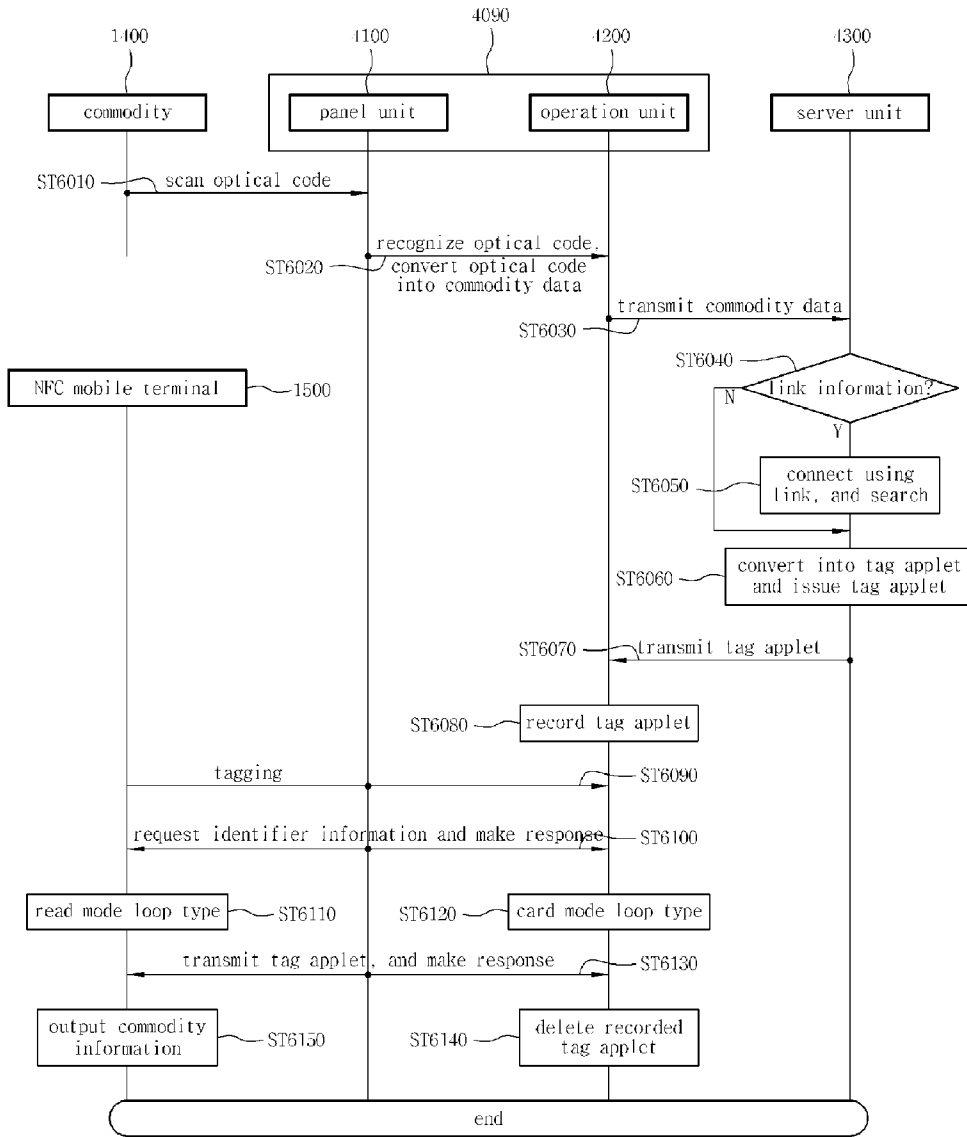 4090
1400
4100
4200
4300
commodity
panel unit
operation unit
server unit
ST6010
scan optical code
recognize optical code,
ST6020
convert optical code
into commodity data
transmit commodity data
ST6030
ST6040
NFC mobile terminal
1500
link information?
N
Y
ST6050
connect using
link, and search
ST6060
convert into tag applet
and issue tag applet
ST6070
transmit tag applet
ST6080
record tag applet
tagging
ST6090
request identifier information and make response
ST6100
read mode loop type
ST6110
ST6120
card mode loop type
transmit tag applet, and make response
ST6130
output commodity
information
ST6150
ST6140
delete recorded
tag applet
end